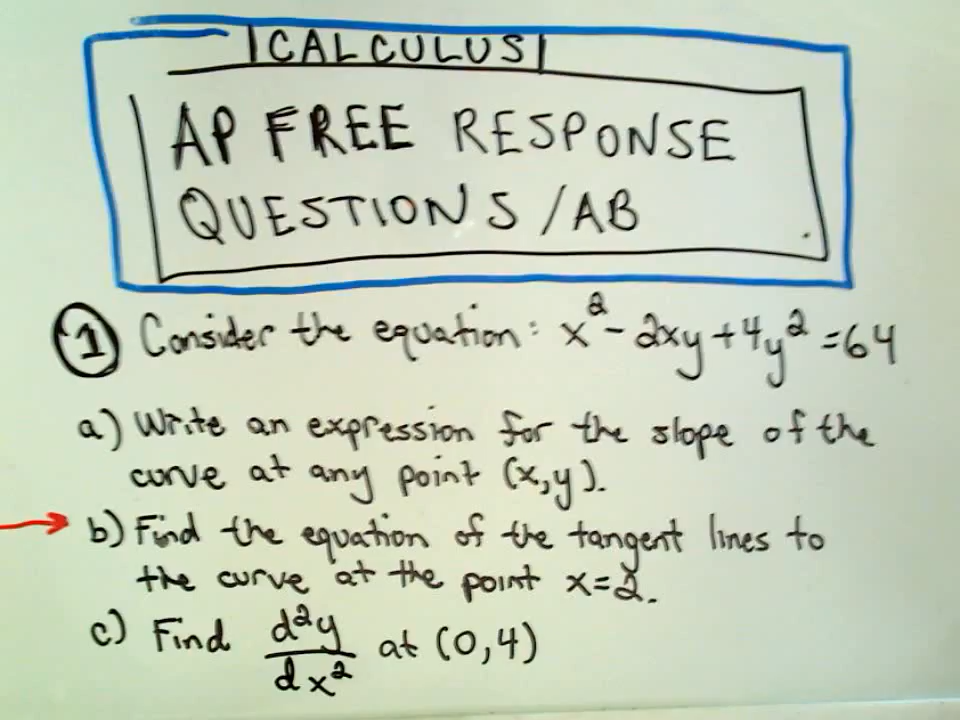 CALCULUS
AP FREE RESPONSE
QUESTIONS/AB
1 Consider the equation: x² - 2xy + 4y² = 64
a) Write an expression for the slope of the
curve at any point (x,y).
b) Find the equation of the tangent lines to
the curve at the point x=2.
c) Find d²y/dx² at (0,4)